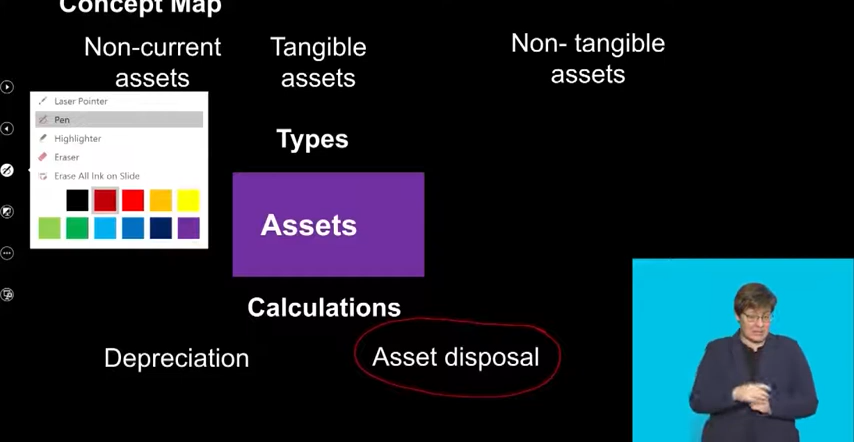 Concept Map
Non-current
assets
Tangible
assets
Non- tangible
assets
Laser Pointer
Pen
Highlighter
Eraser
Erase All Ink on Slide
Types
Assets
Calculations
Depreciation
Asset disposal